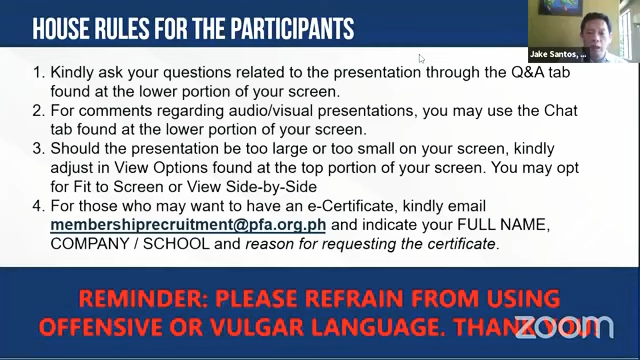 HOUSE RULES FOR THE PARTICIPANTS
Jake Santos, ...
1. Kindly ask your questions related to the presentation through the Q&A tab
found at the lower portion of your screen.
2. For comments regarding audio/visual presentations, you may use the Chat
tab found at the lower portion of your screen.
3. Should the presentation be too large or too small on your screen, kindly
adjust in View Options found at the top portion of your screen. You may opt
for Fit to Screen or View Side-by-Side
4. For those who may want to have an e-Certificate, kindly email
membershiprecruitment@pfa.org.ph and indicate your FULL NAME,
COMPANY / SCHOOL and reason for requesting the certificate.
REMINDER: PLEASE REFRAIN FROM USING
OFFENSIVE OR VULGAR LANGUAGE. THANK YOU!
zoom